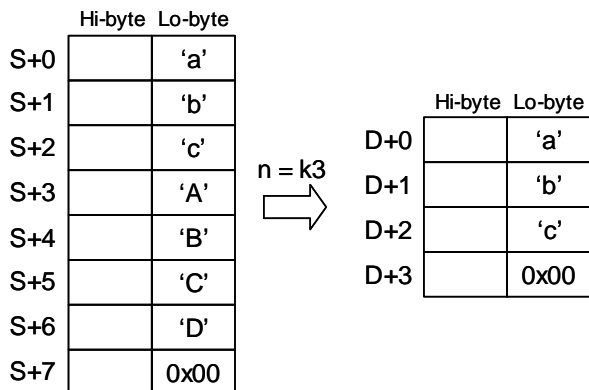 Hi-byte Lo-byte
S+0 ‘a’
S+1 ‘b’
S+2 ‘c’
S+3 ‘A’
S+4 ‘B’
S+5 ‘C’
S+6 ‘D’
S+7 0x00
n = k3
Hi-byte Lo-byte
D+0 ‘a’
D+1 ‘b’
D+2 ‘c’
D+3 0x00